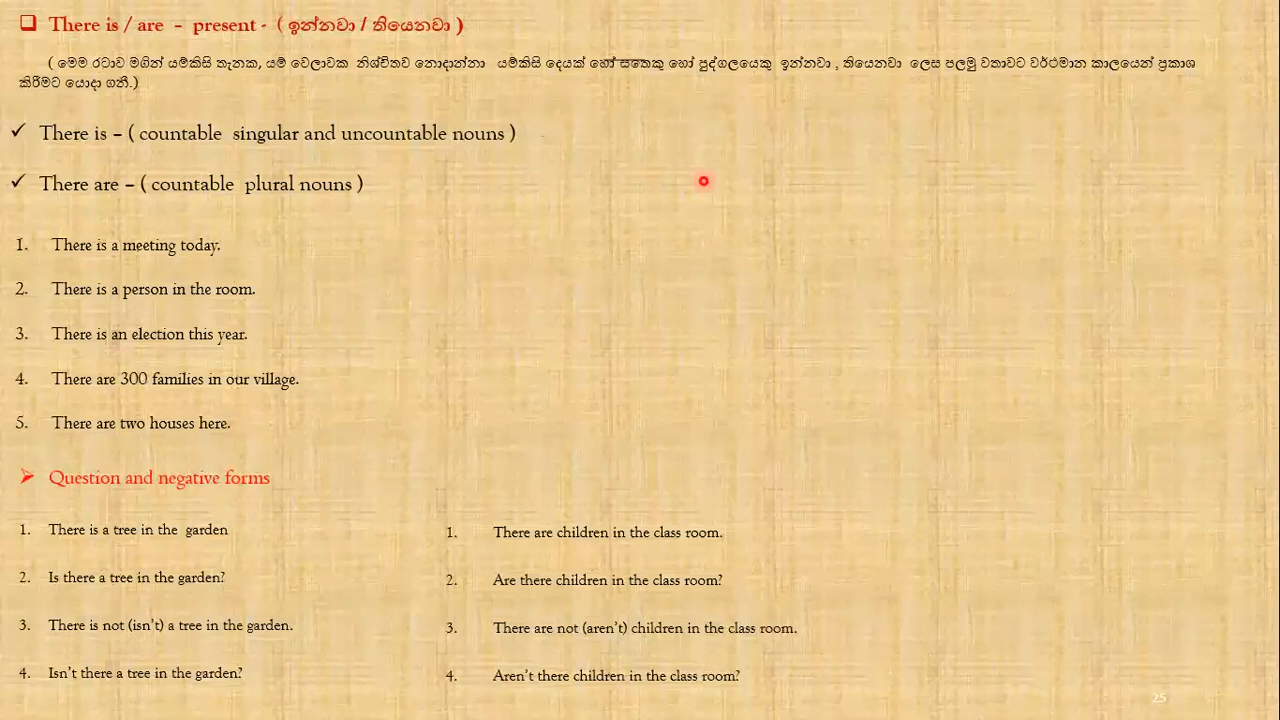 There is / are - present - ( ඉන්නවා / තියෙනවා )
( මෙම රටාව මගින් යම්කිසි තැනක, යම් වෙලාවක නිශ්චිතව නොදාන්නා යම්කිසි දෙයක් හෝ සතෙකු හෝ පුද්ගලයෙකු ඉන්නවා , තියෙනවා ලෙස පලමු වතාවට වර්ථමාන කාලයෙන් ප්‍රකාශ
කිරීමට යොදා ගනී.)
There is – ( countable singular and uncountable nouns )
There are – ( countable plural nouns )
1. There is a meeting today.
2. There is a person in the room.
3. There is an election this year.
4. There are 300 families in our village.
5. There are two houses here.
Question and negative forms
1. There is a tree in the garden
2. Is there a tree in the garden?
3. There is not (isn't) a tree in the garden.
4. Isn't there a tree in the garden?
1. There are children in the class room.
2. Are there children in the class room?
3. There are not (aren't) children in the class room.
4. Aren't there children in the class room?
25